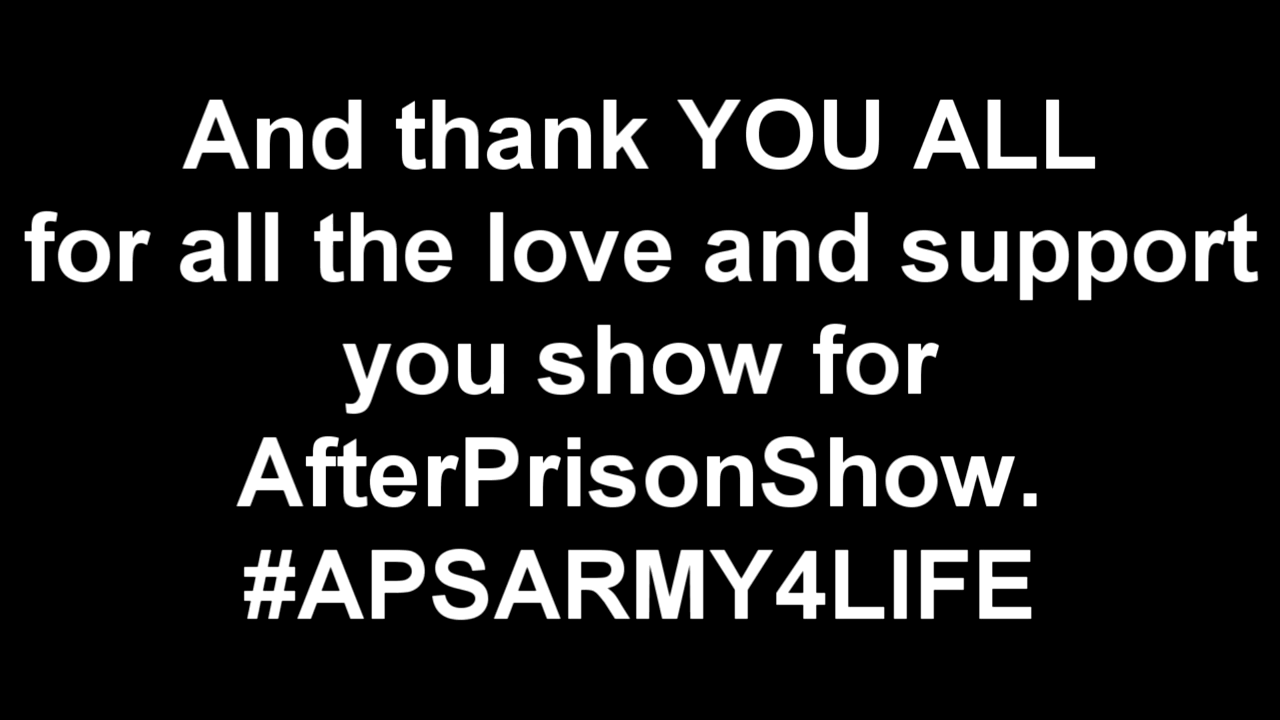 And thank YOU ALL
for all the love and support
you show for
AfterPrisonShow.
#APSARMY4LIFE